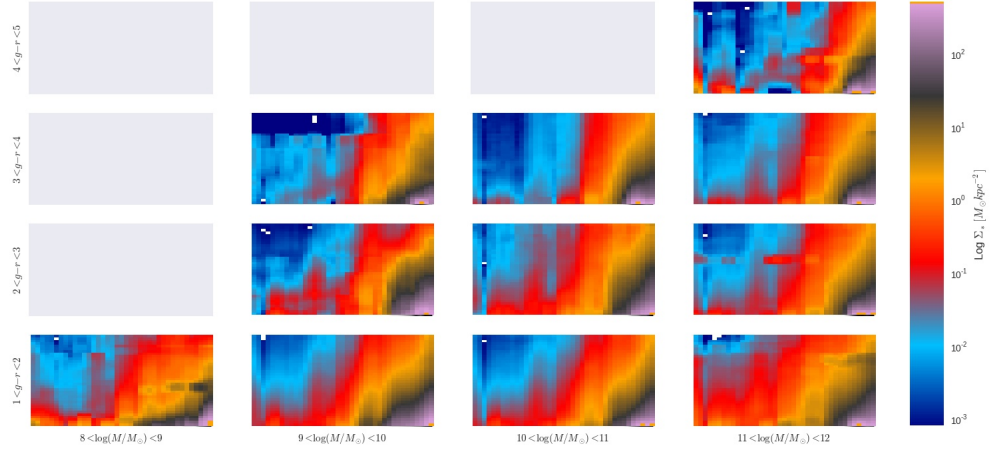 4 < g−r < 5
3 < g−r < 4
2 < g−r < 3
1 < g−r < 2
8 < log(M/M⊙) < 9
9 < log(M/M⊙) < 10
10 < log(M/M⊙) < 11
11 < log(M/M⊙) < 12
10²
10¹
10⁰
10⁻¹
10⁻²
10⁻³
Log Σ⋆ [M⊙kpc⁻²]